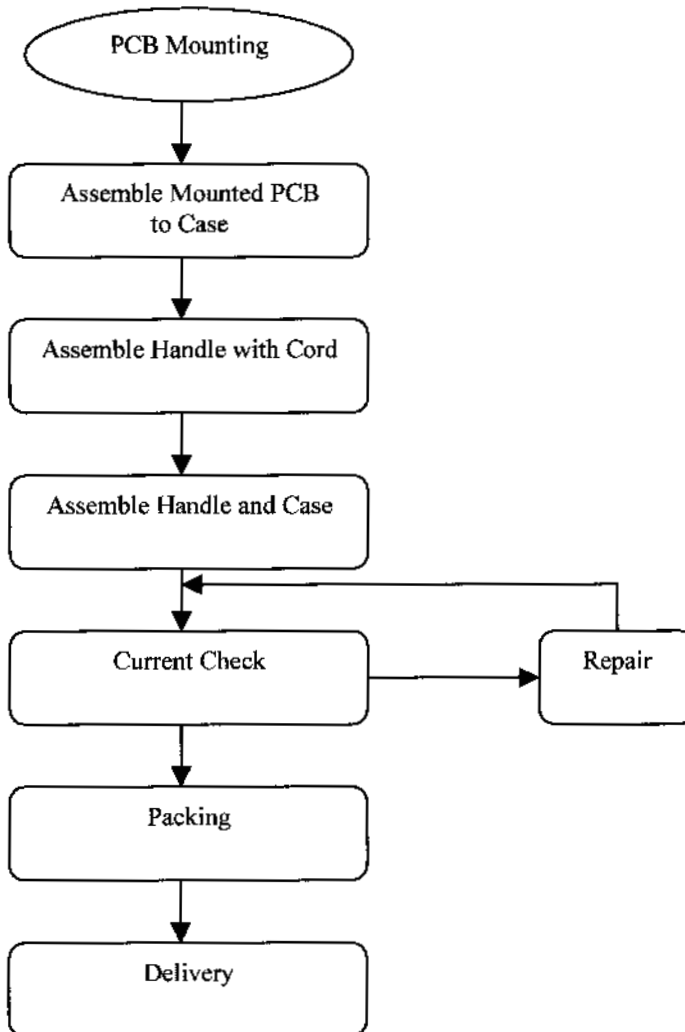 PCB Mounting
Assemble Mounted PCB
to Case
Assemble Handle with Cord
Assemble Handle and Case
Current Check
Repair
Packing
Delivery